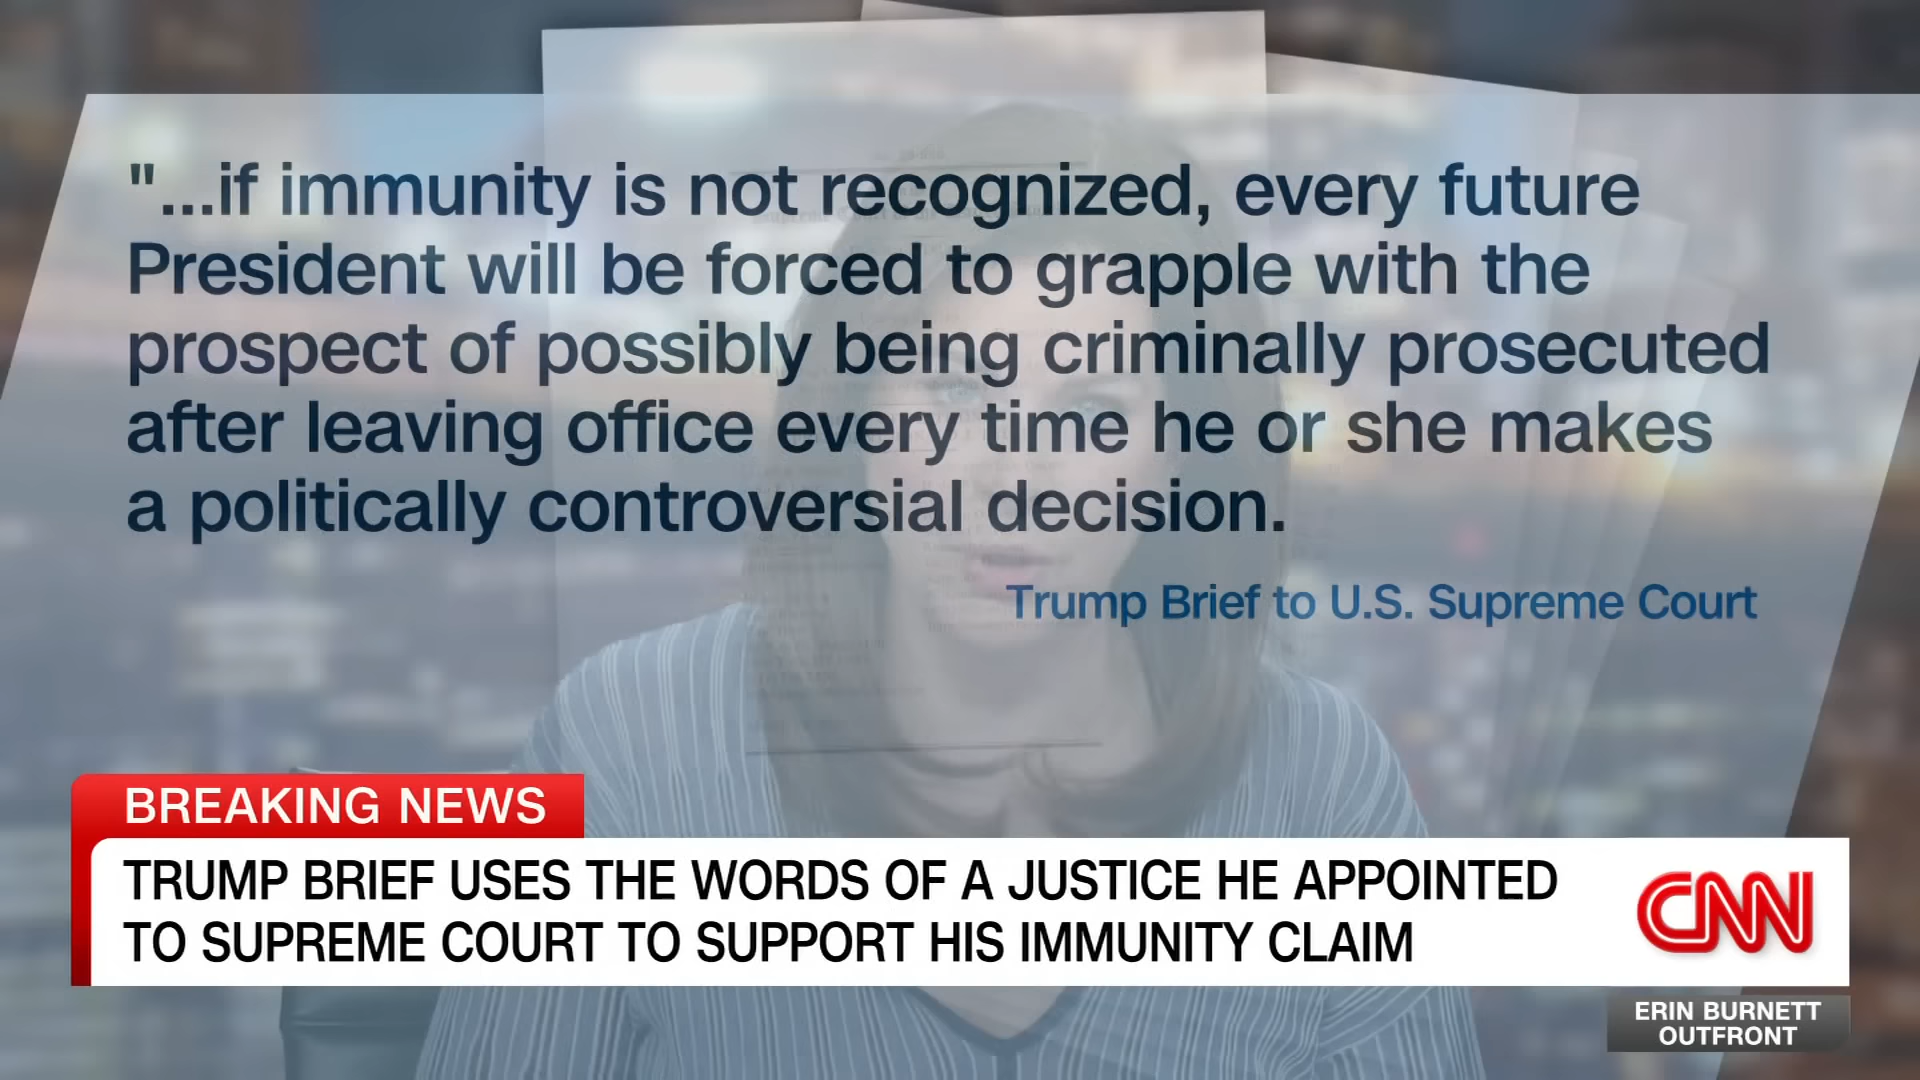 "...if immunity is not recognized, every future
President will be forced to grapple with the
prospect of possibly being criminally prosecuted
after leaving office every time he or she makes
a politically controversial decision.
Trump Brief to U.S. Supreme Court
BREAKING NEWS
TRUMP BRIEF USES THE WORDS OF A JUSTICE HE APPOINTED
TO SUPREME COURT TO SUPPORT HIS IMMUNITY CLAIM
CNN
ERIN BURNETT
OUTFRONT